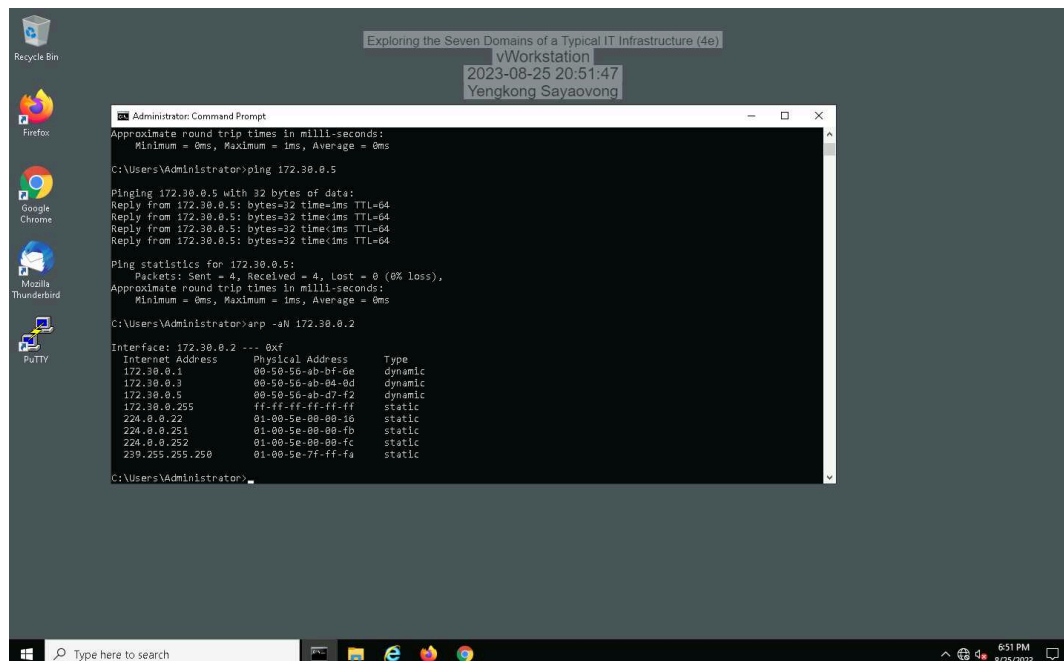 Exploring the Seven Domains of a Typical IT Infrastructure (4e)
vWorkstation
2023-08-25 20:51:47
Yengkong Sayaovong
Recycle Bin
Firefox
Google
Chrome
Mozilla
Thunderbird
PuTTY
Administrator: Command Prompt
Approximate round trip times in milli-seconds:
Minimum = 0ms, Maximum = 1ms, Average = 0ms
C:\Users\Administrator>ping 172.30.0.5
Pinging 172.30.0.5 with 32 bytes of data:
Reply from 172.30.0.5: bytes=32 time=1ms TTL=64
Reply from 172.30.0.5: bytes=32 time<1ms TTL=64
Reply from 172.30.0.5: bytes=32 time<1ms TTL=64
Reply from 172.30.0.5: bytes=32 time<1ms TTL=64
Ping statistics for 172.30.0.5:
Packets: Sent = 4, Received = 4, Lost = 0 (0% loss),
Approximate round trip times in milli-seconds:
Minimum = 0ms, Maximum = 1ms, Average = 0ms
C:\Users\Administrator>arp -aN 172.30.0.2
Interface: 172.30.0.2 --- 0xf
Internet Address Physical Address Type
172.30.0.1 00-50-56-ab-bf-6e dynamic
172.30.0.3 00-50-56-ab-04-0d dynamic
172.30.0.5 00-50-56-ab-d7-f2 dynamic
172.30.0.255 ff-ff-ff-ff-ff-ff static
224.0.0.22 01-00-5e-00-00-16 static
224.0.0.251 01-00-5e-00-00-fb static
224.0.0.252 01-00-5e-00-00-fc static
239.255.255.250 01-00-5e-7f-ff-fa static
C:\Users\Administrator>
Type here to search
6:51 PM
8/25/2023